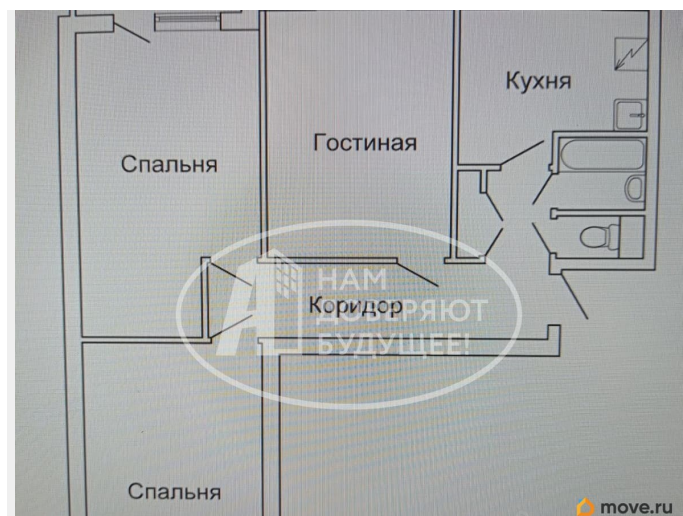 Кухня
Гостиная
Спальня
НАМ
Коридор
ДОВЕРЯЮТ
БУДУЩЕЕ!
Спальня
move.ru